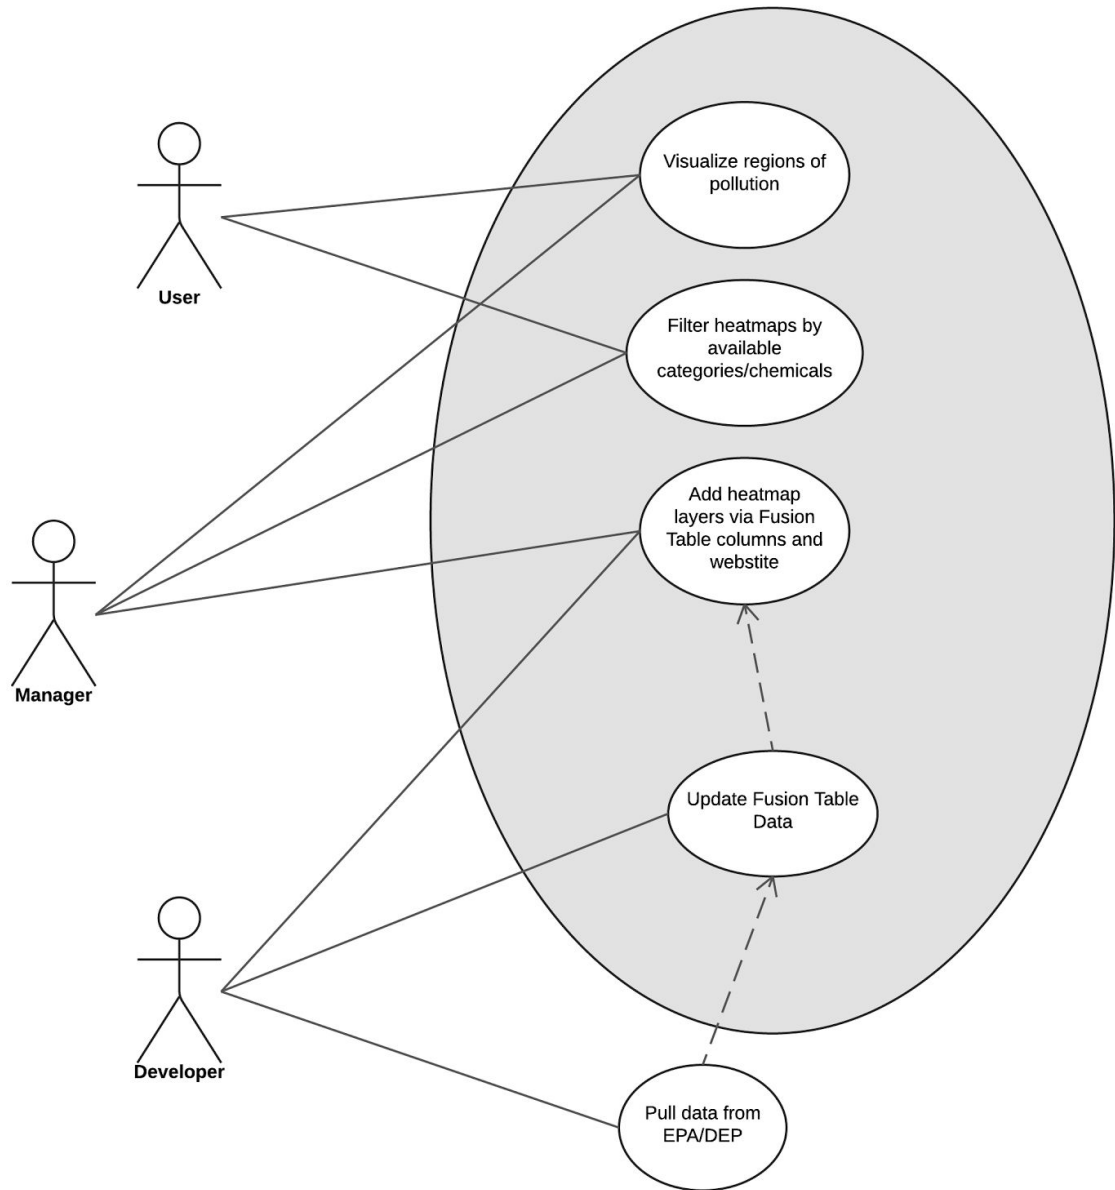 Visualize regions of
pollution
User
Filter heatmaps by
available
categories/chemicals
Add heatmap
layers via Fusion
Table columns and
webstite
Manager
Update Fusion Table
Data
Developer
Pull data from
EPA/DEP